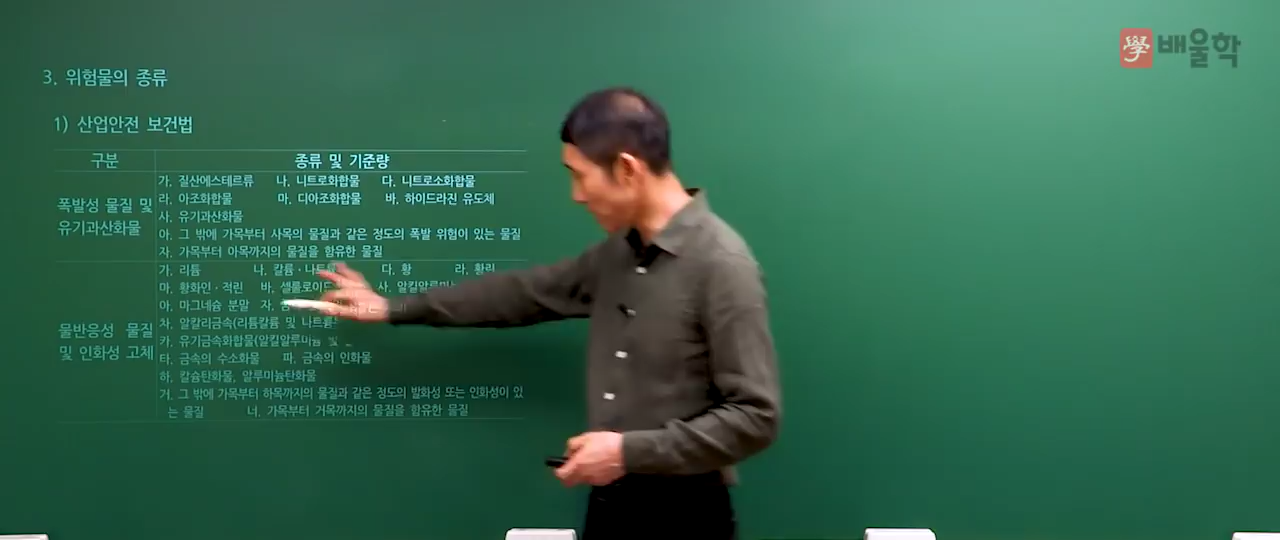 學 배울학
3. 위험물의 종류
1) 산업안전 보건법
구분 종류 및 기준량
폭발성 물질 및
유기과산화물
가. 질산에스테르류 나. 니트로화합물 다. 니트로소화합물
라. 아조화합물 마. 디아조화합물 바. 하이드라진 유도체
사. 유기과산화물
아. 그 밖에 가목부터 사목의 물질과 같은 정도의 폭발 위험이 있는 물질
자. 가목부터 아목까지의 물질을 함유한 물질
물반응성 물질
및 인화성 고체
가. 리튬 나. 칼륨·나트륨 다. 황 라. 황린
마. 황화인·적린 바. 셀룰로이드 사.
아. 마그네슘 분말 자.
차. 알칼리금속(리튬칼륨 및 나트륨
카. 유기금속화합물(알킬알루미늄 및
타. 금속의 수소화물 파. 금속의 인화물
하. 칼슘탄화물, 알루미늄탄화물
거. 그 밖에 가목부터 하목까지의 물질과 같은 정도의 발화성 또는 인화성이 있
는 물질 너. 가목부터 거목까지의 물질을 함유한 물질